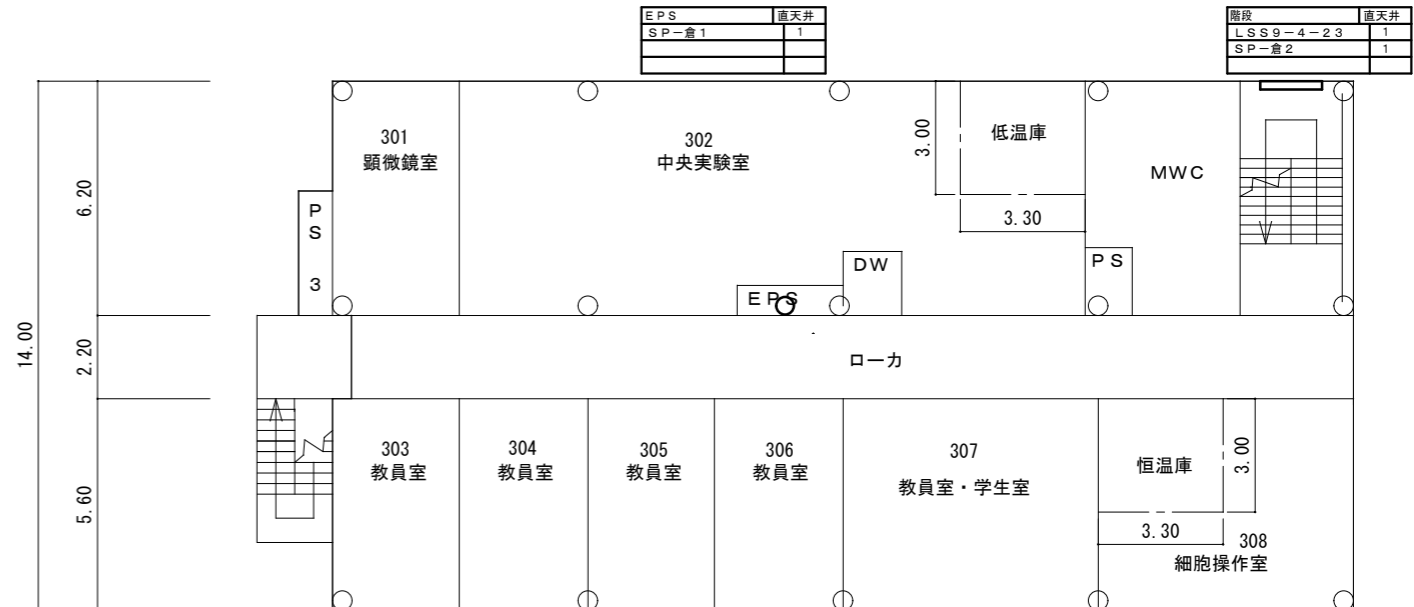 EPS 直天井
SP-倉1 1
階段 直天井
LSS9-4-23 1
SP-倉2 1
301
顕微鏡室
302
中央実験室
3.00
低温庫
3.30
MWC
6.20
PS
3
EPS
DW
PS
14.00
2.20
ローカ
303
教員室
304
教員室
305
教員室
306
教員室
307
教員室・学生室
恒温庫
3.00
3.30
308
細胞操作室
5.60